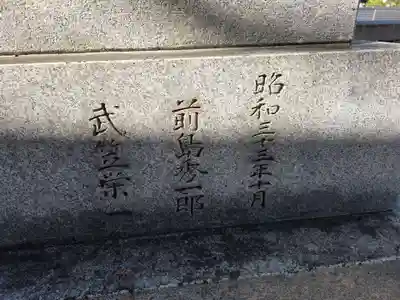 昭和三十三年十月
前島秀一郎
武笠栄一